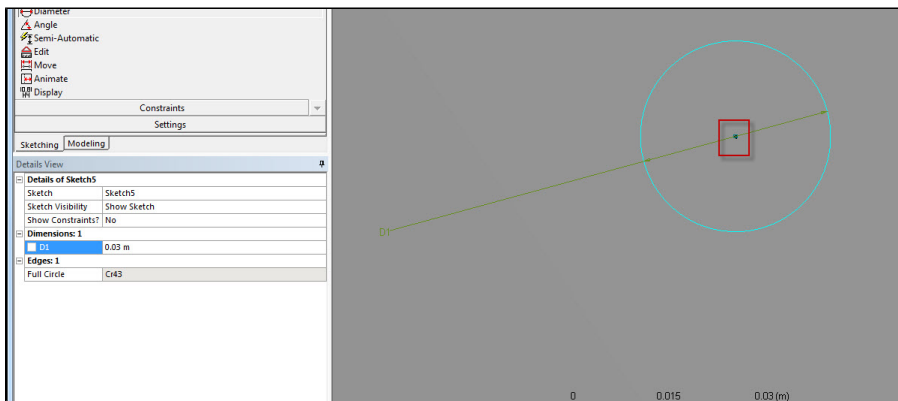 Diameter
Angle
Semi-Automatic
Edit
Move
Animate
Display
Constraints
Settings
Sketching Modeling
Details View
Details of Sketch5
Sketch Sketch5
Sketch Visibility Show Sketch
Show Constraints? No
Dimensions: 1
D1 0.03 m
Edges: 1
Full Circle Cr43
D1
0 0.015 0.03 (m)